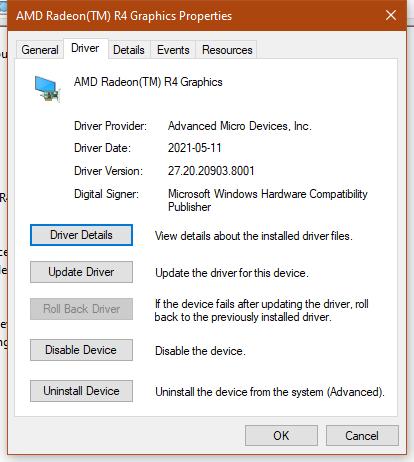 AMD Radeon(TM) R4 Graphics Properties
General Driver Details Events Resources
AMD Radeon(TM) R4 Graphics
Driver Provider: Advanced Micro Devices, Inc.
Driver Date: 2021-05-11
Driver Version: 27.20.20903.8001
Digital Signer: Microsoft Windows Hardware Compatibility
Publisher
Driver Details View details about the installed driver files.
Update Driver Update the driver for this device.
Roll Back Driver If the device fails after updating the driver, roll
back to the previously installed driver.
Disable Device Disable the device.
Uninstall Device Uninstall the device from the system (Advanced).
OK Cancel